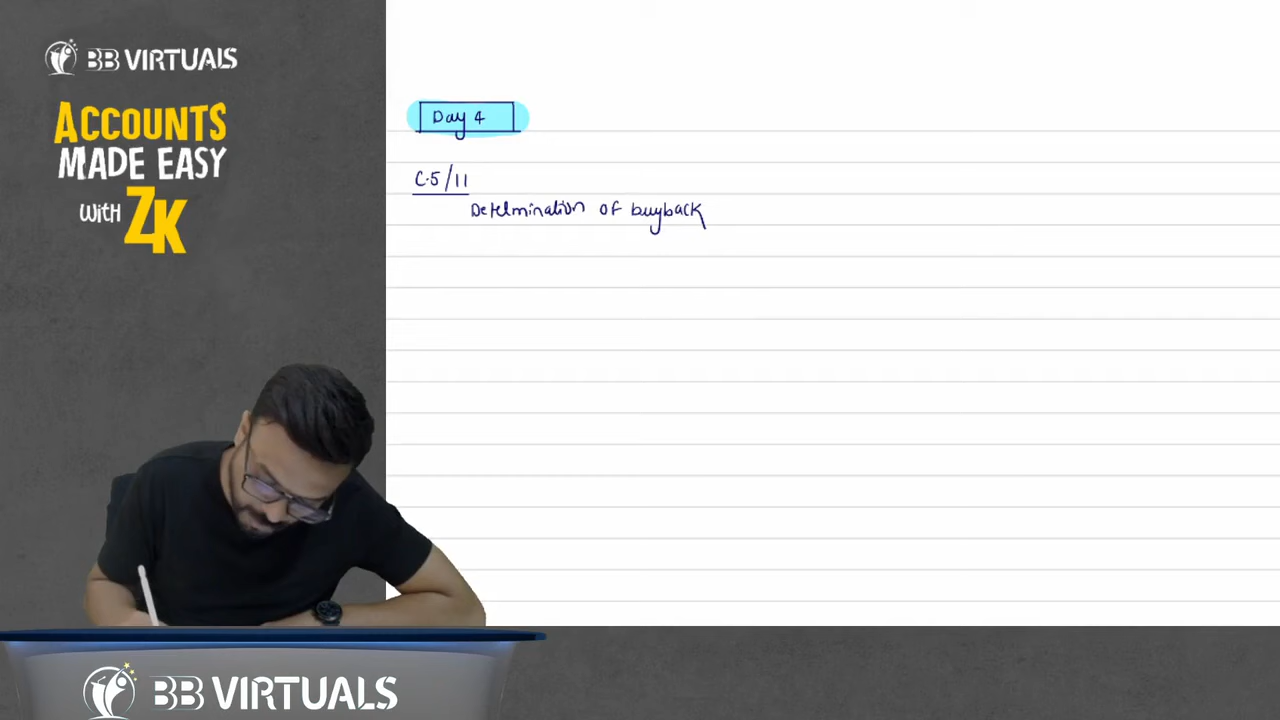 BB VIRTUALS
ACCOUNTS
MADE EASY
WITH ZK
Day 4
C.5/11
Determination of buyback
BB VIRTUALS